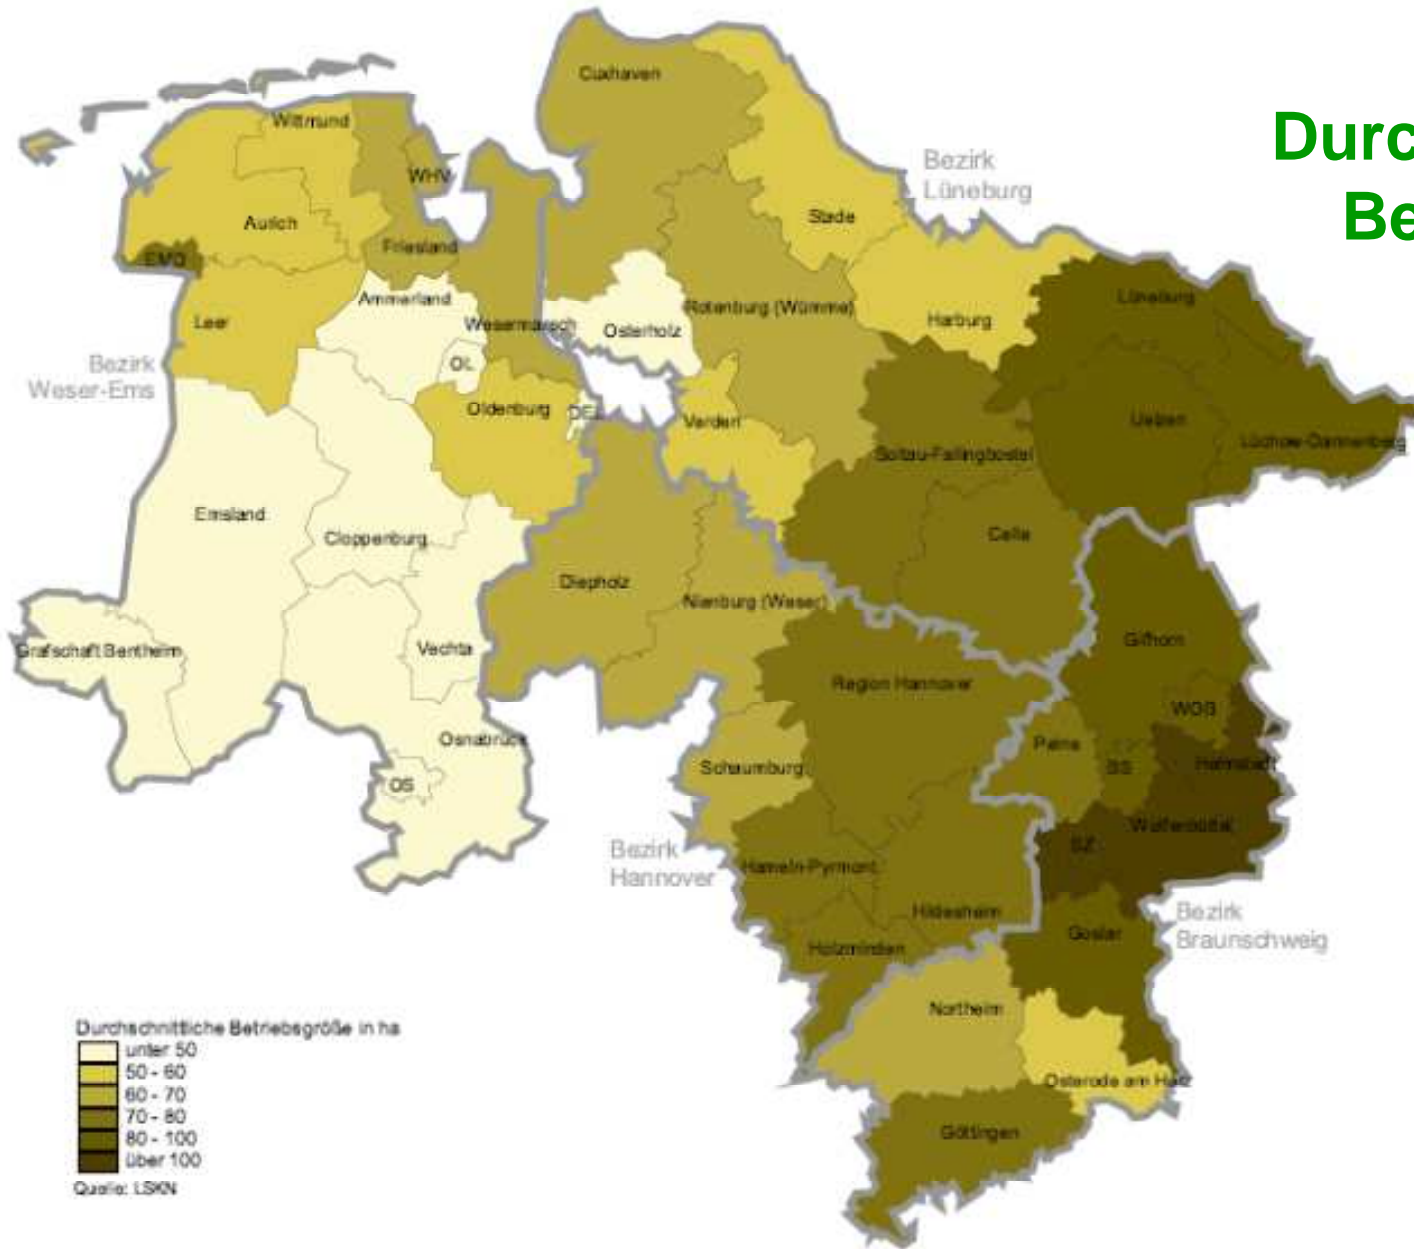 Durc
Be
Cuxhaven
Wittmund
Bezirk
Lüneburg
WHV
Aurich
Stade
Friesland
EMD
Ammerland
Lüneburg
Leer
Wesermarsch
Osterholz
Rotenburg (Wümme)
Harburg
Bezirk
Weser-Ems
OL
Oldenburg
DEL
Verden
Uelzen
Lüchow-Dannenberg
Soltau-Fallingbostel
Emsland
Cloppenburg
Celle
Diepholz
Nienburg (Weser)
Grafschaft Bentheim
Vechta
Gifhorn
Region Hannover
WOB
Osnabrück
Peine
Schaumburg
BS
Helmstedt
OS
Wolfenbüttel
SZ
Bezirk
Hannover
Hameln-Pyrmont
Hildesheim
Bezirk
Braunschweig
Goslar
Holzminden
Northeim
Durchschnittliche Betriebsgröße in ha
unter 50
50 - 60
60 - 70
70 - 80
80 - 100
über 100
Quelle: LSKN
Osterode am Harz
Göttingen